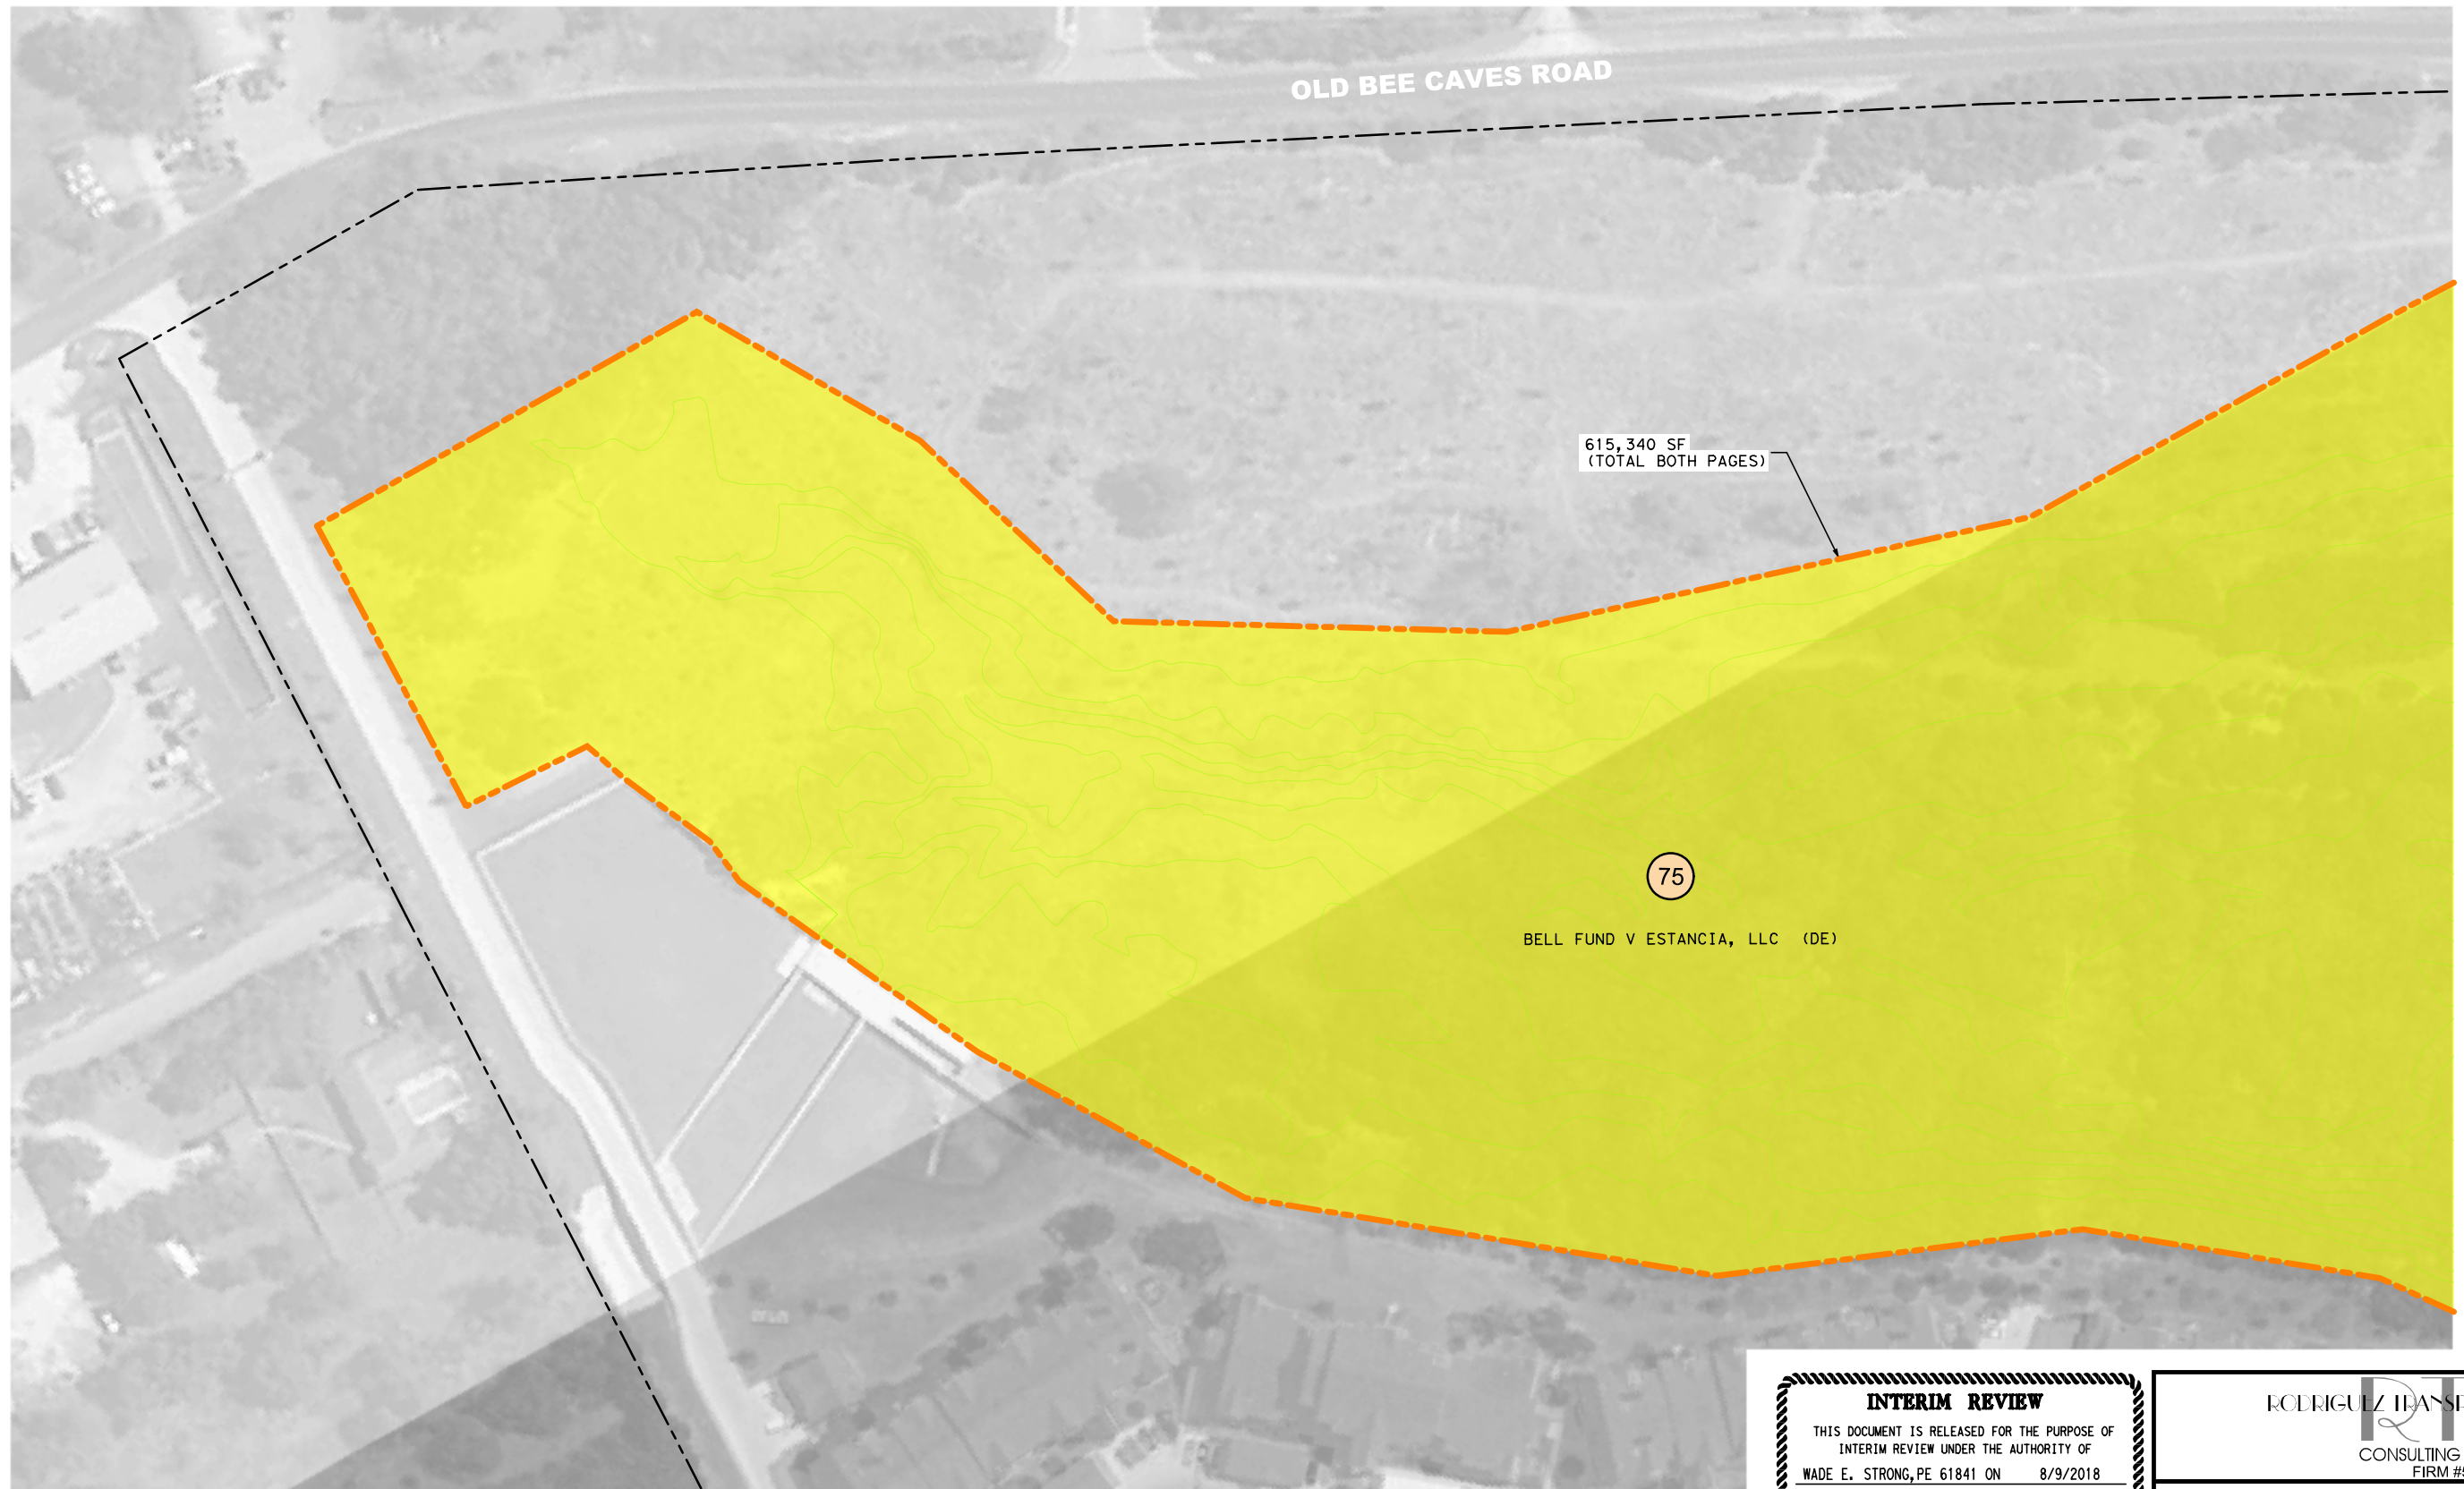 OLD BEE CAVES ROAD
615,340 SF
(TOTAL BOTH PAGES)
75
BELL FUND V ESTANCIA, LLC (DE)
INTERIM REVIEW
THIS DOCUMENT IS RELEASED FOR THE PURPOSE OF
INTERIM REVIEW UNDER THE AUTHORITY OF
WADE E. STRONG,PE 61841 ON 8/9/2018
RODRIGUEZ
CONSULTING
FIRM